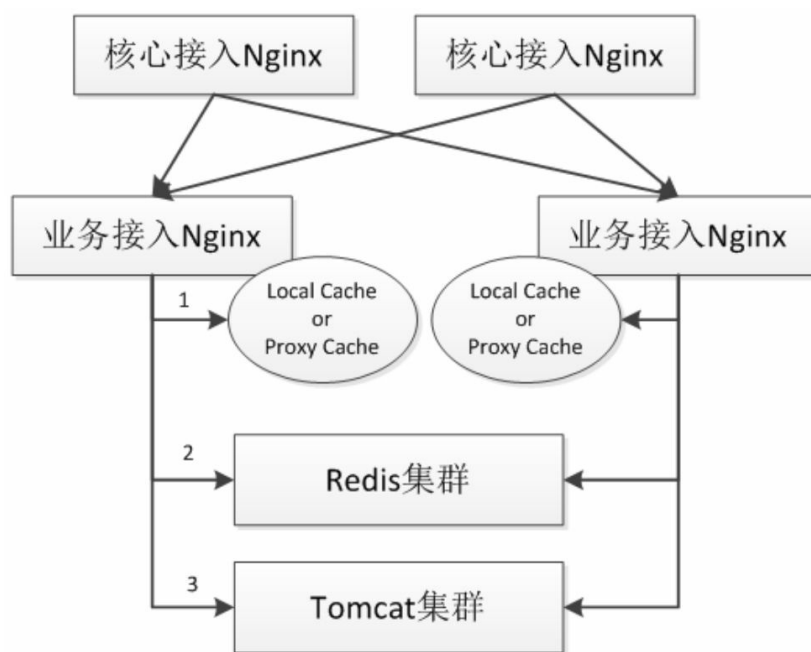 核心接入Nginx
核心接入Nginx
业务接入Nginx
业务接入Nginx
1
Local Cache
or
Proxy Cache
Local Cache
or
Proxy Cache
2
Redis集群
3
Tomcat集群